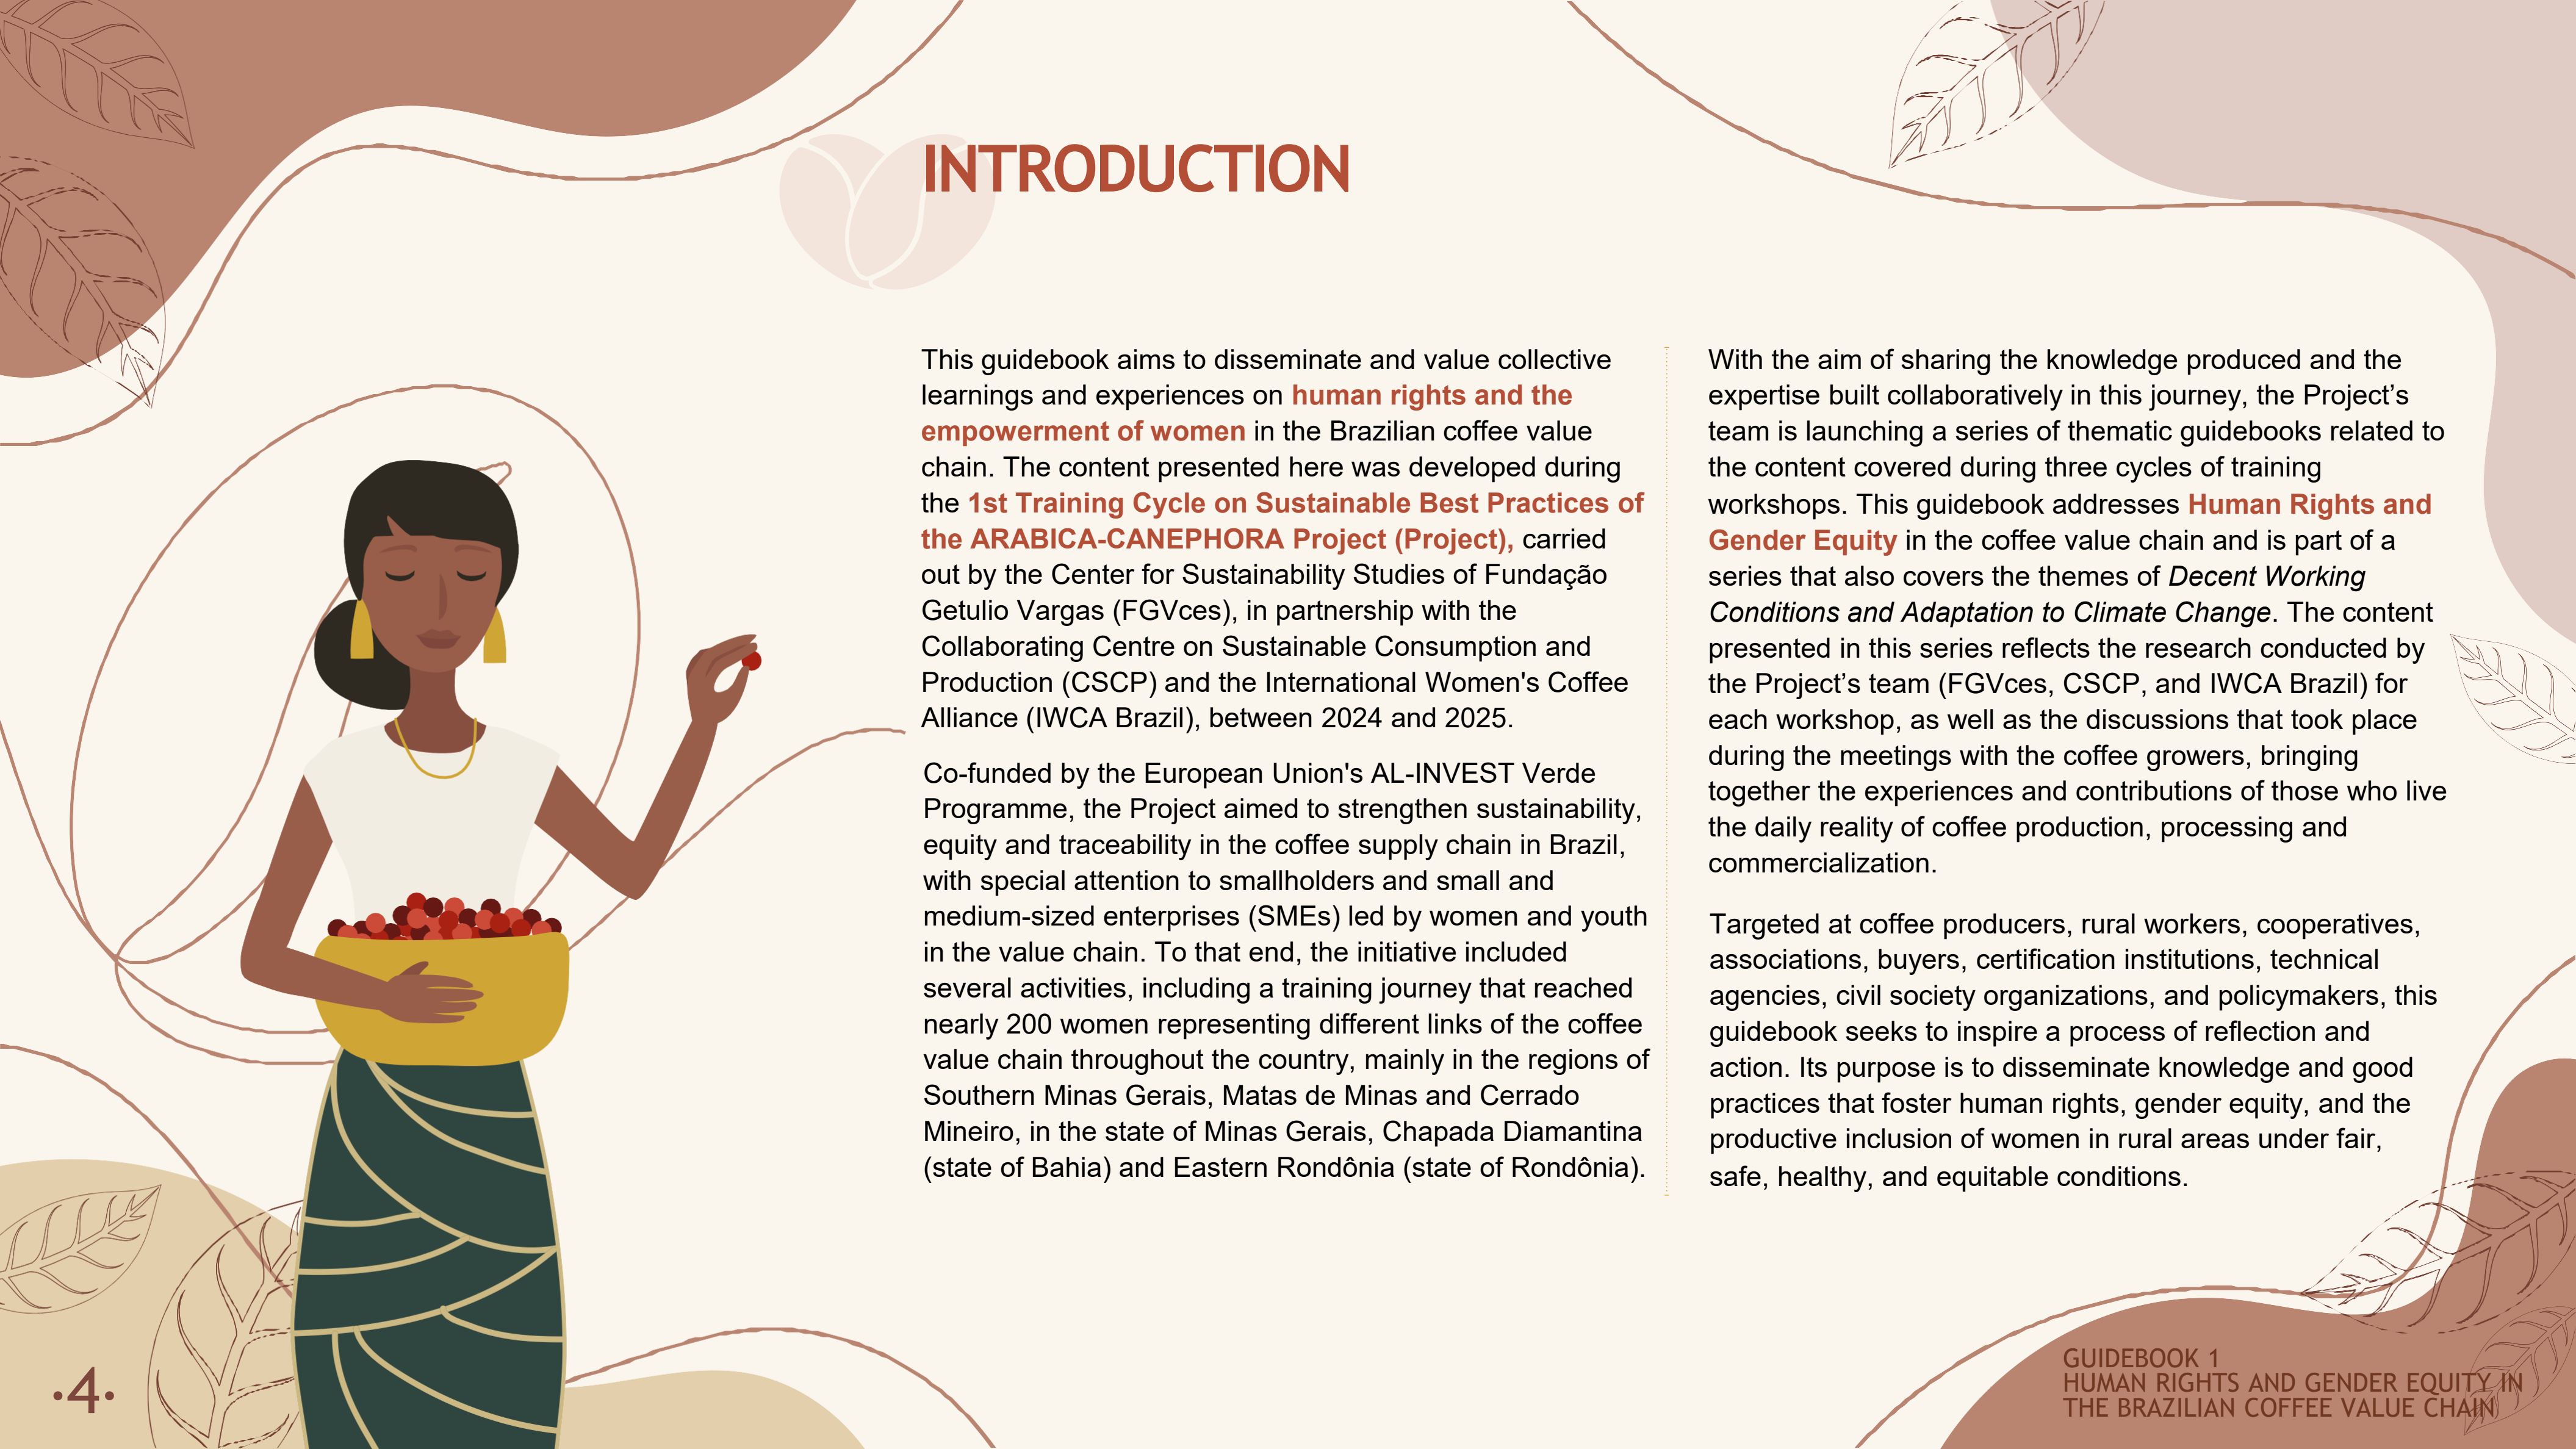 INTRODUCTION
This guidebook aims to disseminate and value collective
learnings and experiences on human rights and the
empowerment of women in the Brazilian coffee value
chain. The content presented here was developed during
the 1st Training Cycle on Sustainable Best Practices of
the ARABICA-CANEPHORA Project (Project), carried
out by the Center for Sustainability Studies of Fundação
Getulio Vargas (FGVces), in partnership with the
Collaborating Centre on Sustainable Consumption and
Production (CSCP) and the International Women's Coffee
Alliance (IWCA Brazil), between 2024 and 2025.
Co-funded by the European Union's AL-INVEST Verde
Programme, the Project aimed to strengthen sustainability,
equity and traceability in the coffee supply chain in Brazil,
with special attention to smallholders and small and
medium-sized enterprises (SMEs) led by women and youth
in the value chain. To that end, the initiative included
several activities, including a training journey that reached
nearly 200 women representing different links of the coffee
value chain throughout the country, mainly in the regions of
Southern Minas Gerais, Matas de Minas and Cerrado
Mineiro, in the state of Minas Gerais, Chapada Diamantina
(state of Bahia) and Eastern Rondônia (state of Rondônia).
With the aim of sharing the knowledge produced and the
expertise built collaboratively in this journey, the Project’s
team is launching a series of thematic guidebooks related to
the content covered during three cycles of training
workshops. This guidebook addresses Human Rights and
Gender Equity in the coffee value chain and is part of a
series that also covers the themes of Decent Working
Conditions and Adaptation to Climate Change. The content
presented in this series reflects the research conducted by
the Project’s team (FGVces, CSCP, and IWCA Brazil) for
each workshop, as well as the discussions that took place
during the meetings with the coffee growers, bringing
together the experiences and contributions of those who live
the daily reality of coffee production, processing and
commercialization.
Targeted at coffee producers, rural workers, cooperatives,
associations, buyers, certification institutions, technical
agencies, civil society organizations, and policymakers, this
guidebook seeks to inspire a process of reflection and
action. Its purpose is to disseminate knowledge and good
practices that foster human rights, gender equity, and the
productive inclusion of women in rural areas under fair,
safe, healthy, and equitable conditions.
•4•
GUIDEBOOK 1
HUMAN RIGHTS AND GENDER EQUITY IN
THE BRAZILIAN COFFEE VALUE CHAIN